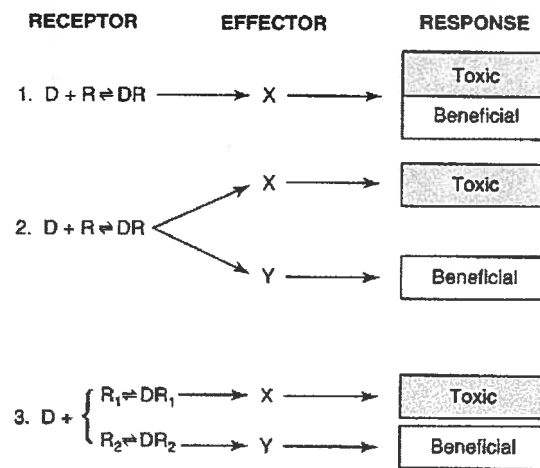 RECEPTOR EFFECTOR RESPONSE
Toxic
1. D + R ⇌ DR X
Beneficial
X Toxic
2. D + R ⇌ DR
Y Beneficial
R₁ ⇌ DR₁ X Toxic
3. D + {
R₂ ⇌ DR₂ Y Beneficial